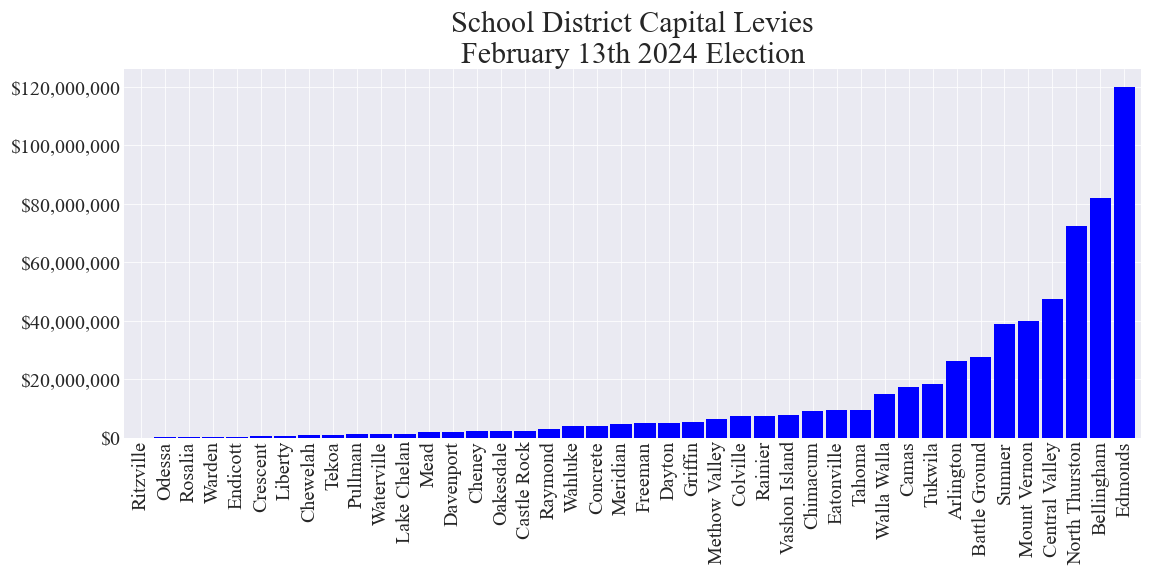 School District Capital Levies
February 13th 2024 Election
$120,000,000
$100,000,000
$80,000,000
$60,000,000
$40,000,000
$20,000,000
$0
Ritzville
Odessa
Rosalia
Warden
Endicott
Crescent
Liberty
Chewelah
Tekoa
Pullman
Waterville
Lake Chelan
Mead
Davenport
Cheney
Oakesdale
Castle Rock
Raymond
Wahluke
Concrete
Meridian
Freeman
Dayton
Griffin
Methow Valley
Colville
Rainier
Vashon Island
Chimacum
Eatonville
Tahoma
Walla Walla
Camas
Tukwila
Arlington
Battle Ground
Sumner
Mount Vernon
Central Valley
North Thurston
Bellingham
Edmonds